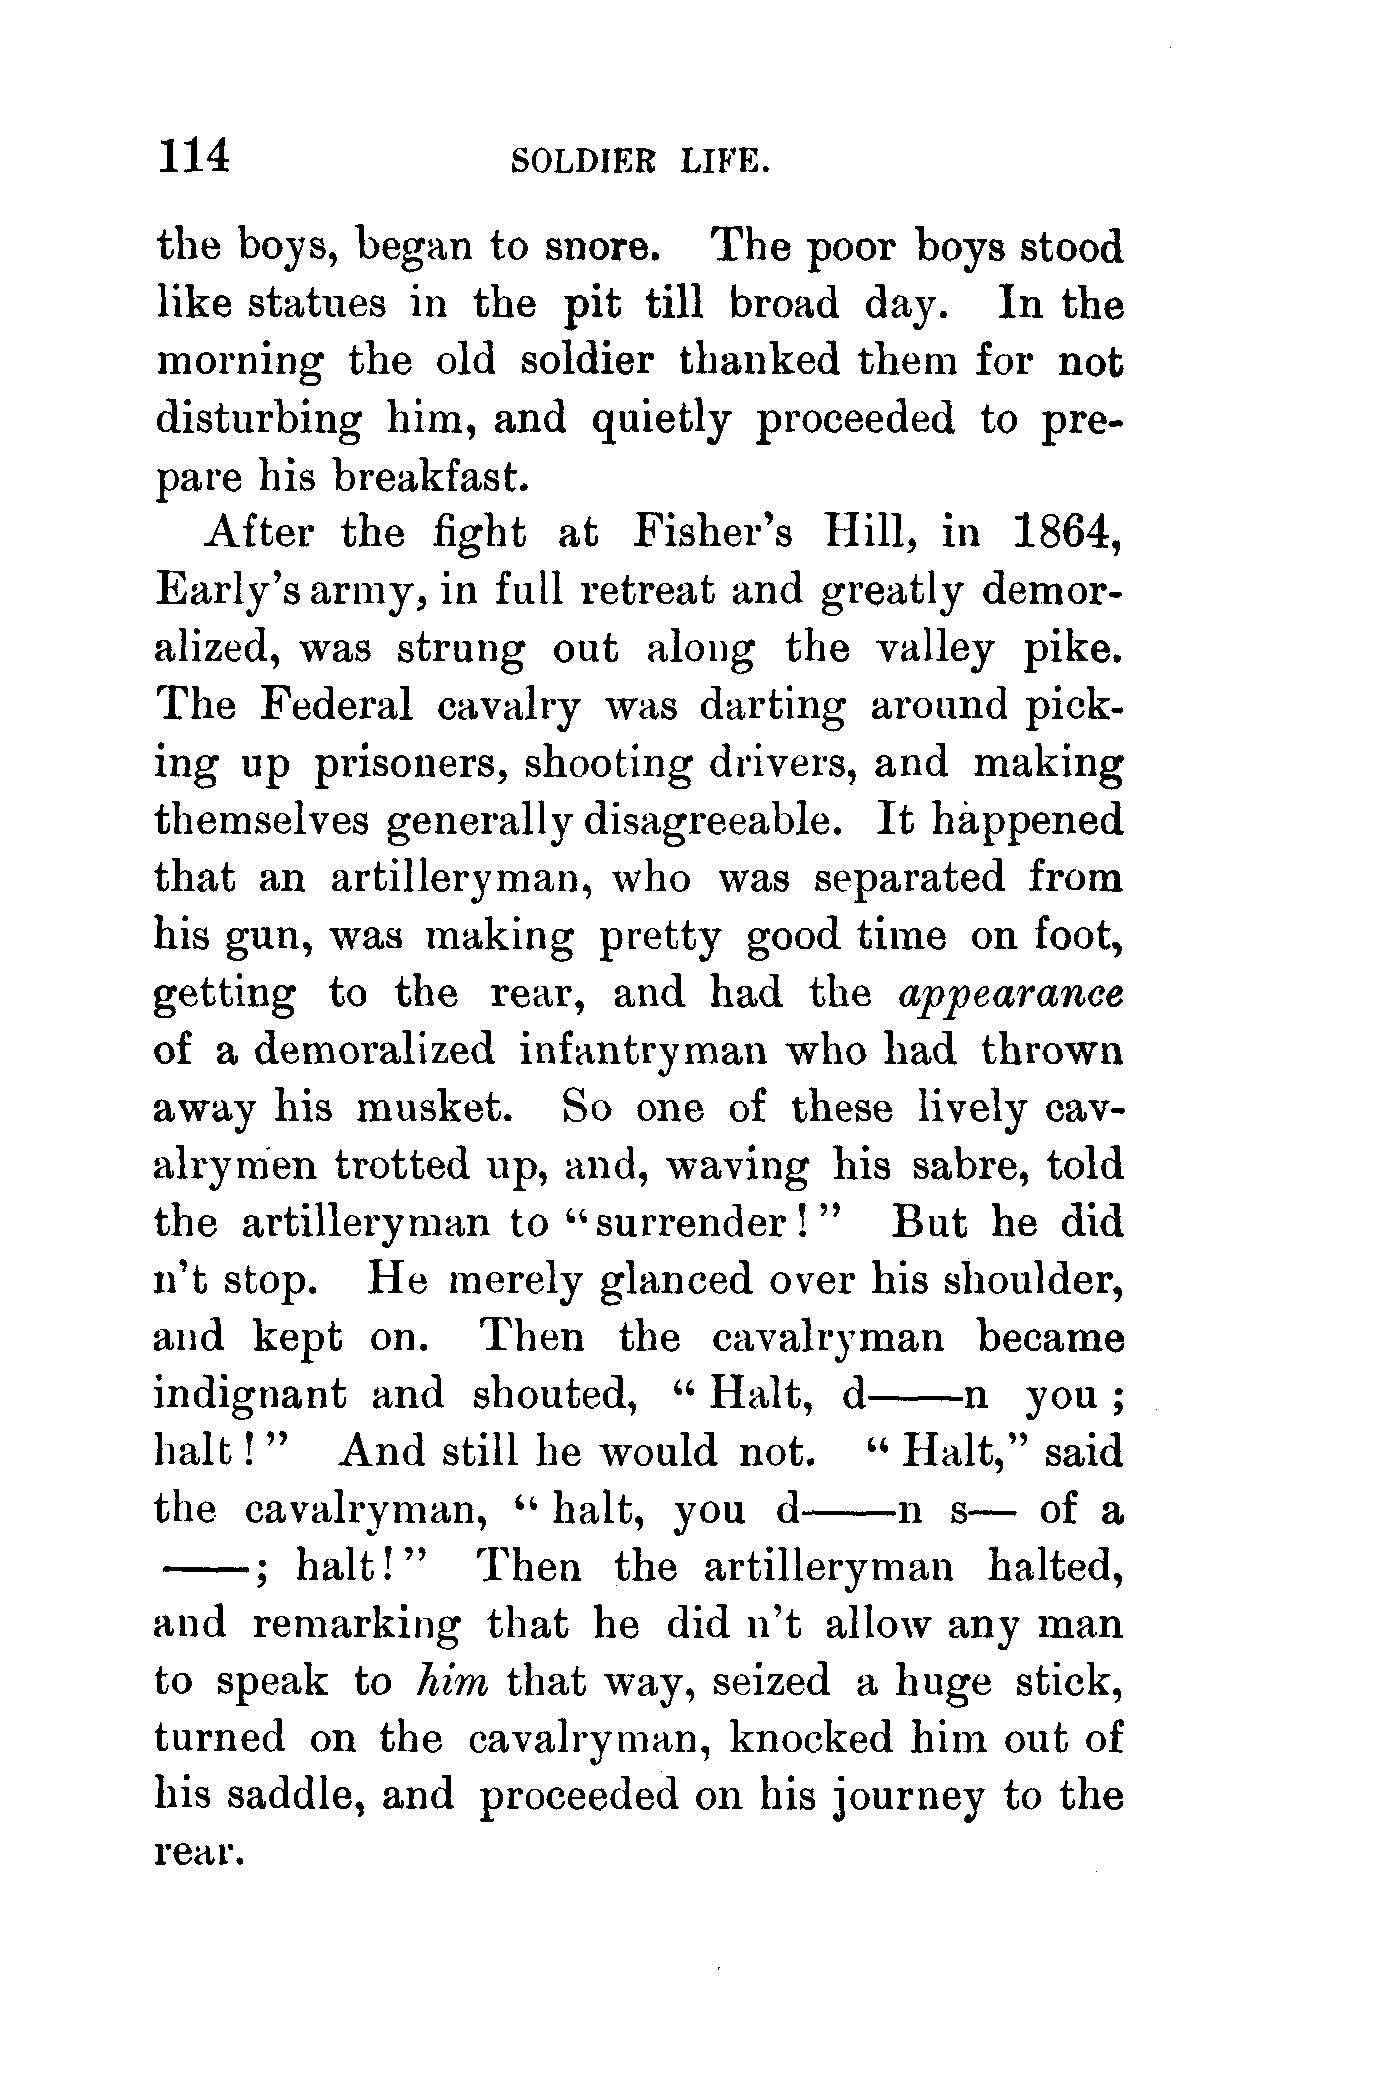 114 SOLDIER LIFE.
the boys, began to snore. The poor boys stood
like statues in the pit till broad day. In the
morning the old soldier thanked them for not
disturbing him, and quietly proceeded to pre-
pare his breakfast.
After the fight at Fisher's Hill, in 1864,
Early's army, in full retreat and greatly demor-
alized, was strung out along the valley pike.
The Federal cavalry was darting around pick-
ing up prisoners, shooting drivers, and making
themselves generally disagreeable. It happened
that an artilleryman, who was separated from
his gun, was making pretty good time on foot,
getting to the rear, and had the appearance
of a demoralized infantryman who had thrown
away his musket. So one of these lively cav-
alrymen trotted up, and, waving his sabre, told
the artilleryman to "surrender!" But he did
n't stop. He merely glanced over his shoulder,
and kept on. Then the cavalryman became
indignant and shouted, "Halt, d——n you;
halt!" And still he would not. "Halt," said
the cavalryman, "halt, you d——n s— of a
——; halt!" Then the artilleryman halted,
and remarking that he did n't allow any man
to speak to him that way, seized a huge stick,
turned on the cavalryman, knocked him out of
his saddle, and proceeded on his journey to the
rear.